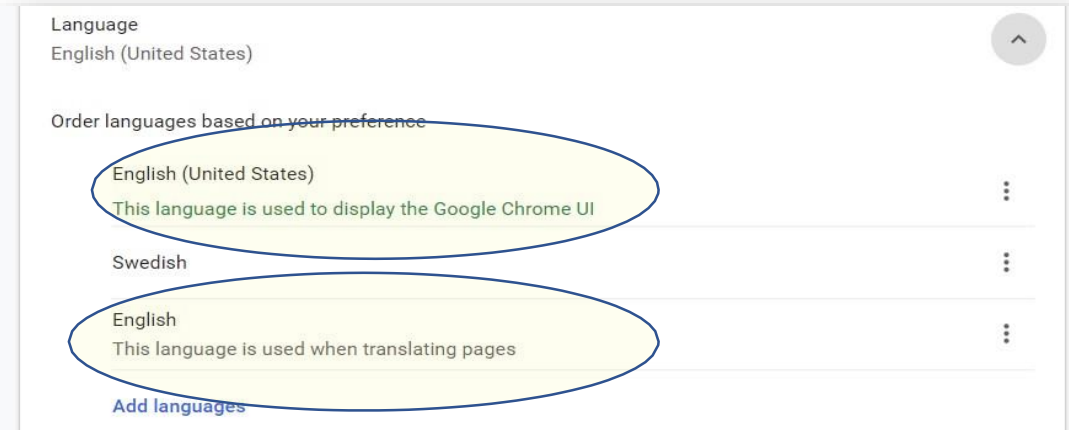 Language
English (United States)
Order languages based on your preference
English (United States)
This language is used to display the Google Chrome UI
Swedish
English
This language is used when translating pages
Add languages